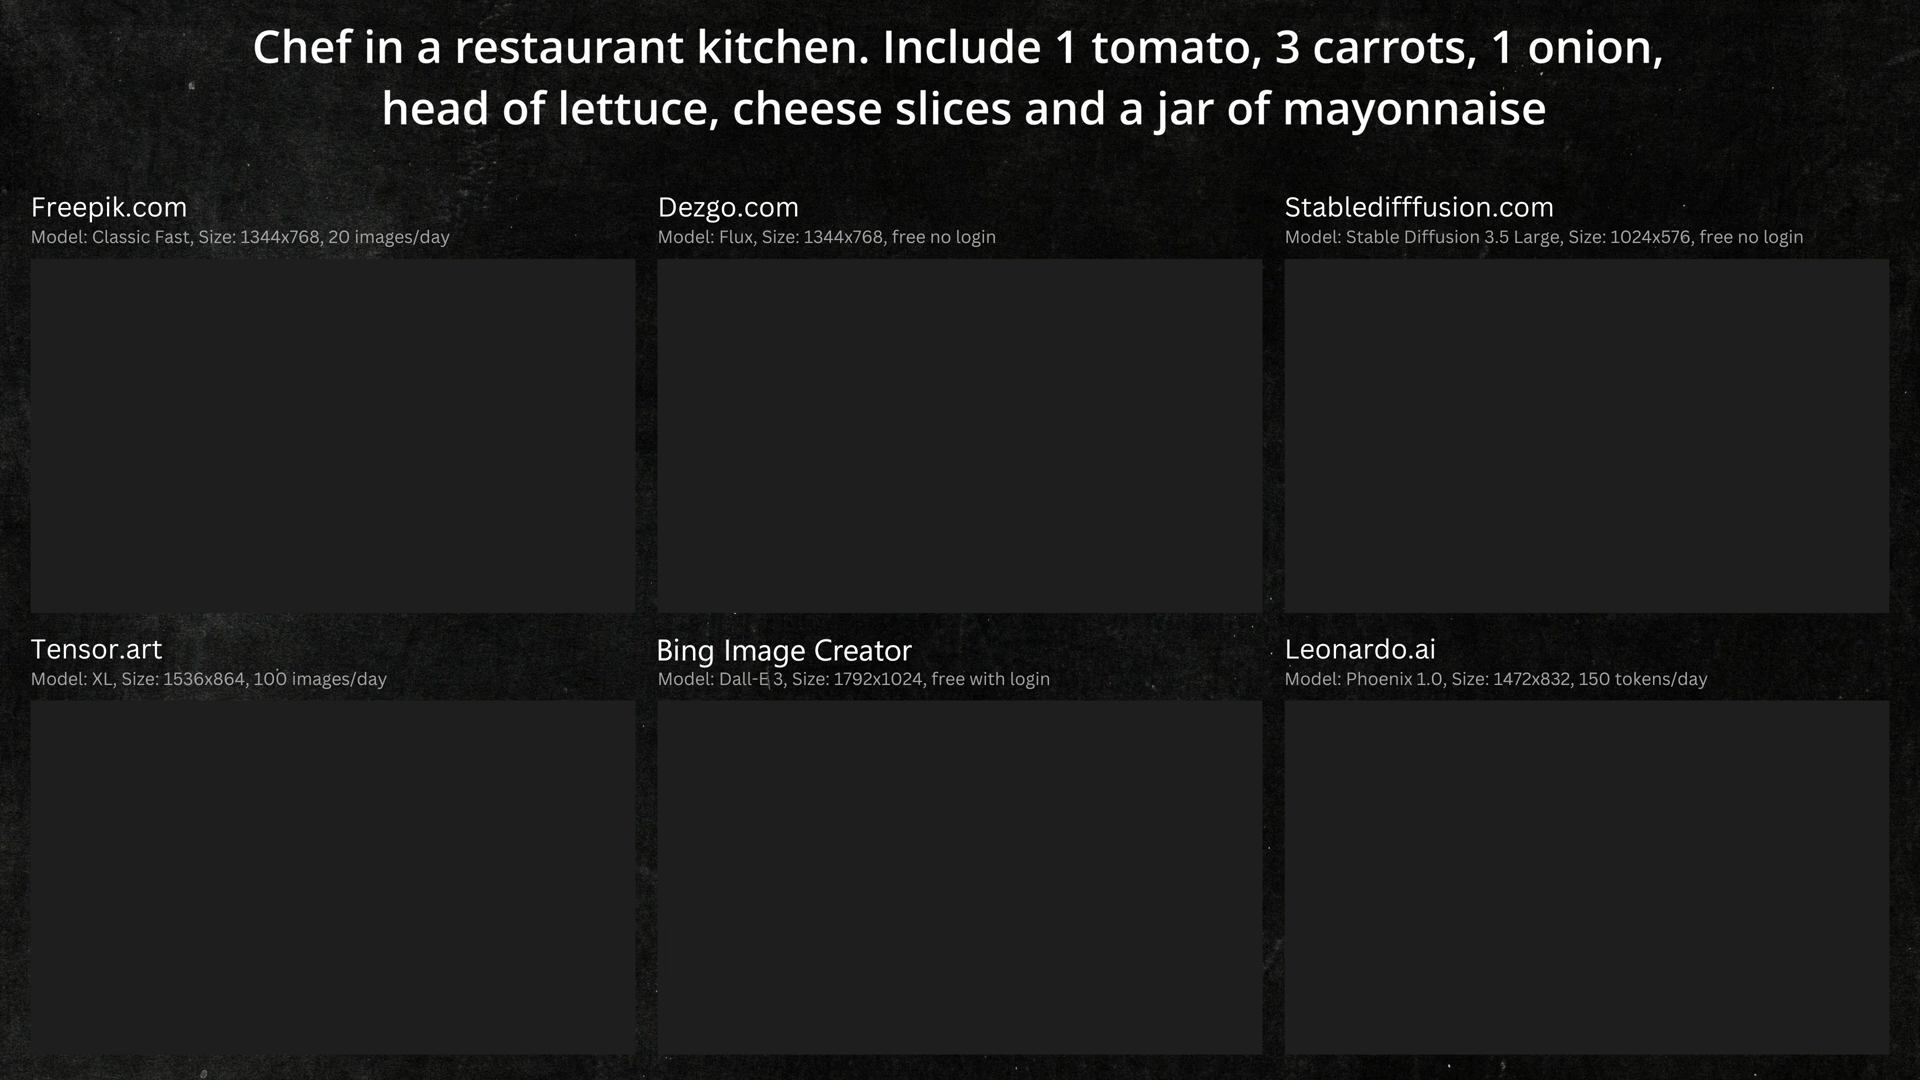 Chef in a restaurant kitchen. Include 1 tomato, 3 carrots, 1 onion,
head of lettuce, cheese slices and a jar of mayonnaise
Freepik.com
Model: Classic Fast, Size: 1344x768, 20 images/day
Dezgo.com
Model: Flux, Size: 1344x768, free no login
Stabledifffusion.com
Model: Stable Diffusion 3.5 Large, Size: 1024x576, free no login
Tensor.art
Model: XL, Size: 1536x864, 100 images/day
Bing Image Creator
Model: Dall-E 3, Size: 1792x1024, free with login
Leonardo.ai
Model: Phoenix 1.0, Size: 1472x832, 150 tokens/day